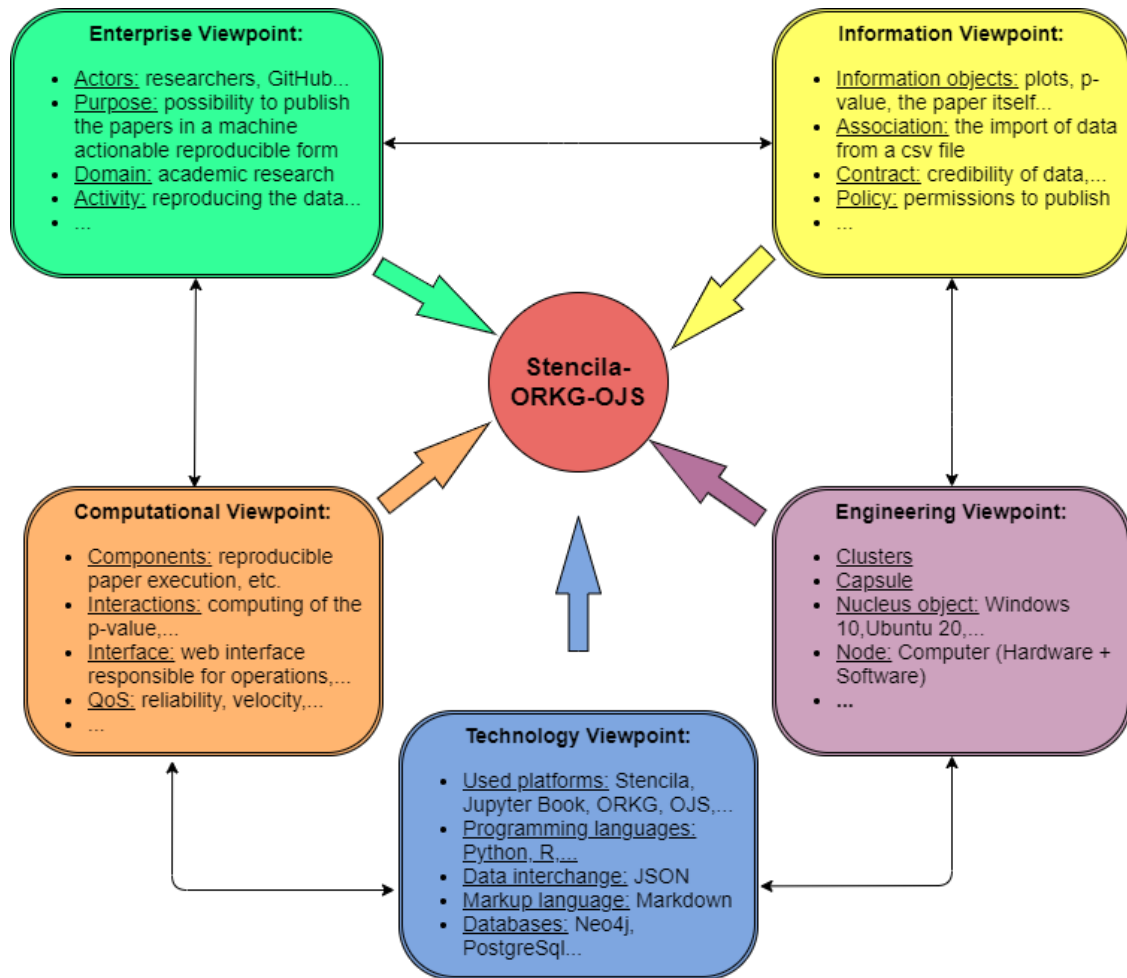 Enterprise Viewpoint:
• Actors: researchers, GitHub...
• Purpose: possibility to publish
the papers in a machine
actionable reproducible form
• Domain: academic research
• Activity: reproducing the data...
• ...
Information Viewpoint:
• Information objects: plots, p-
value, the paper itself...
• Association: the import of data
from a csv file
• Contract: credibility of data,...
• Policy: permissions to publish
• ...
Stencila-
ORKG-OJS
Computational Viewpoint:
• Components: reproducible
paper execution, etc.
• Interactions: computing of the
p-value,...
• Interface: web interface
responsible for operations,...
• QoS: reliability, velocity,...
• ...
Engineering Viewpoint:
• Clusters
• Capsule
• Nucleus object: Windows
10,Ubuntu 20,...
• Node: Computer (Hardware +
Software)
• ...
Technology Viewpoint:
• Used platforms: Stencila,
Jupyter Book, ORKG, OJS,...
• Programming languages:
Python, R,...
• Data interchange: JSON
• Markup language: Markdown
• Databases: Neo4j,
PostgreSql...